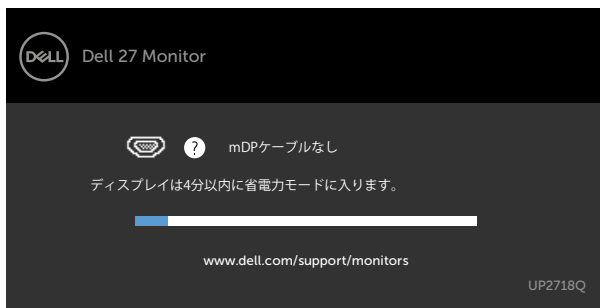 DELL
Dell 27 Monitor
? mDPケーブルなし
ディスプレイは4分以内に省電力モードに入ります。
www.dell.com/support/monitors
UP2718Q